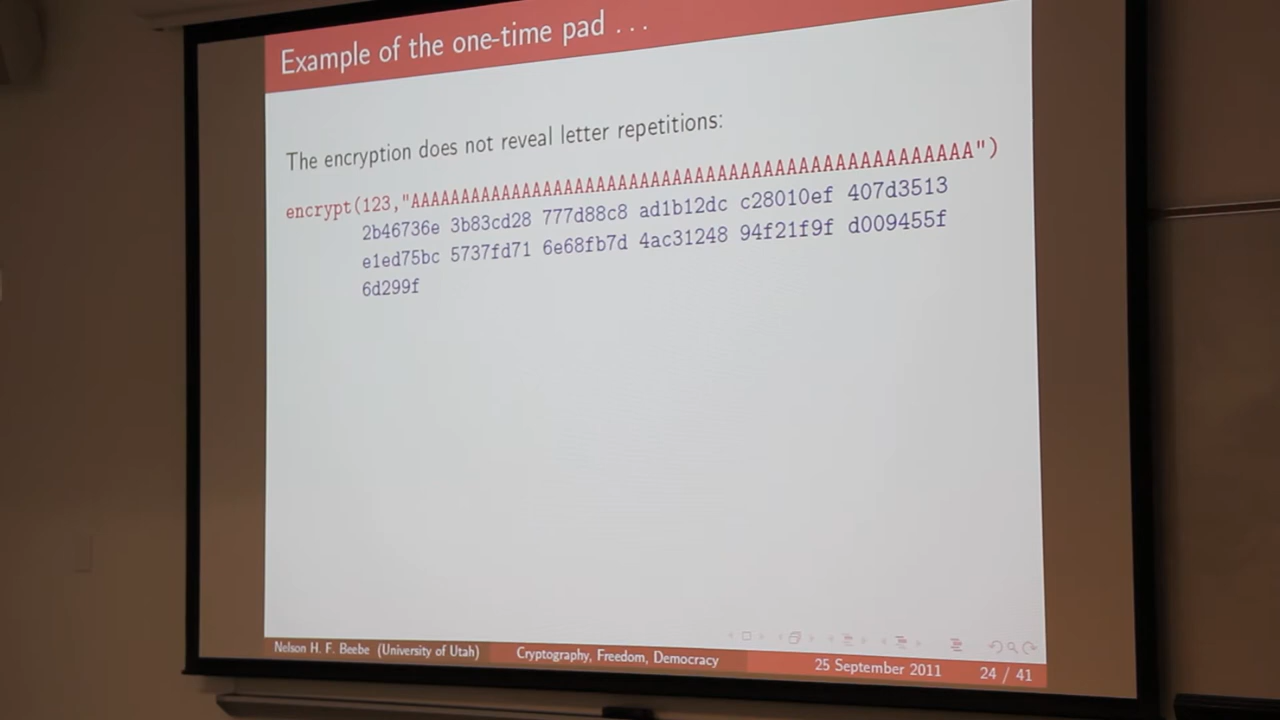 Example of the one-time pad . . .
The encryption does not reveal letter repetitions:
encrypt(123,"AAAAAAAAAAAAAAAAAAAAAAAAAAAAAAAAAAAAAAAAAAAAAAAAAAA")
2b46736e 3b83cd28 777d88c8 ad1b12dc c28010ef 407d3513
e1ed75bc 5737fd71 6e68fb7d 4ac31248 94f21f9f d009455f
6d299f
Nelson H. F. Beebe (University of Utah) Cryptography, Freedom, Democracy 25 September 2011 24 / 41